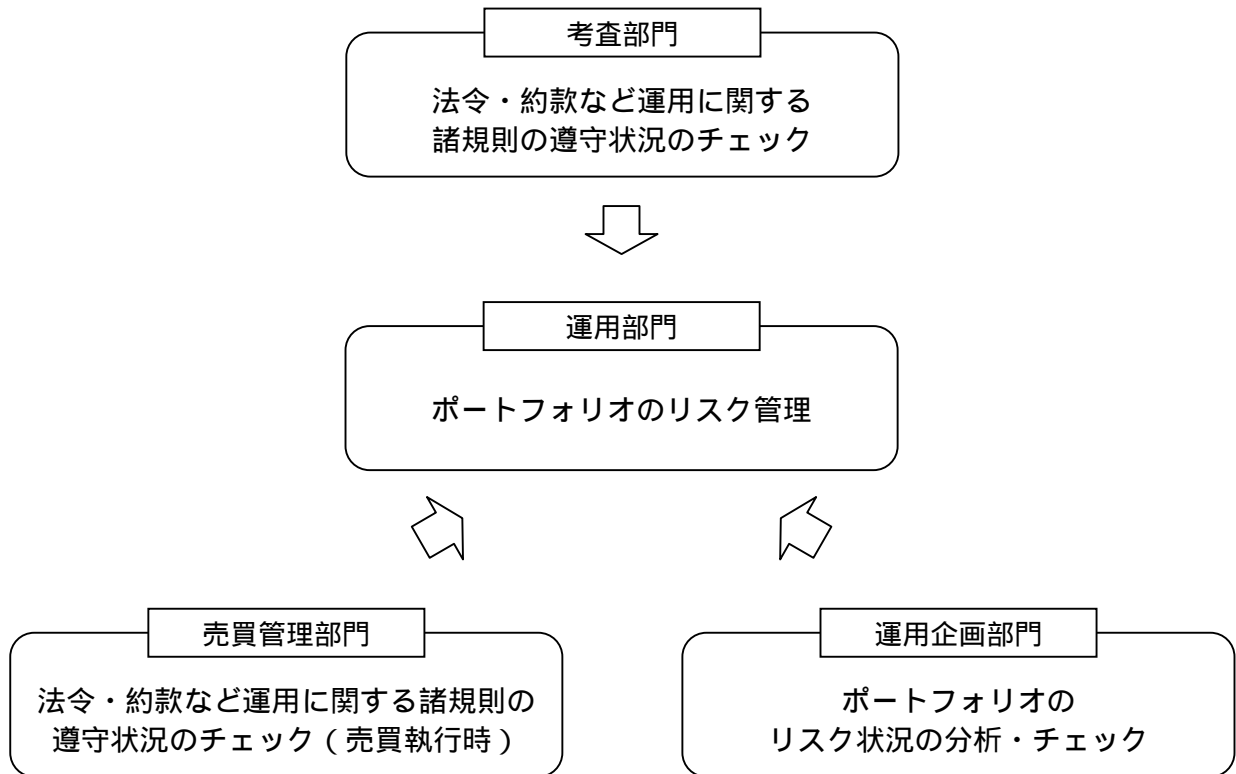 考査部門
法令・約款など運用に関する
諸規則の遵守状況のチェック
運用部門
ポートフォリオのリスク管理
売買管理部門
法令・約款など運用に関する諸規則の
遵守状況のチェック（売買執行時）
運用企画部門
ポートフォリオの
リスク状況の分析・チェック